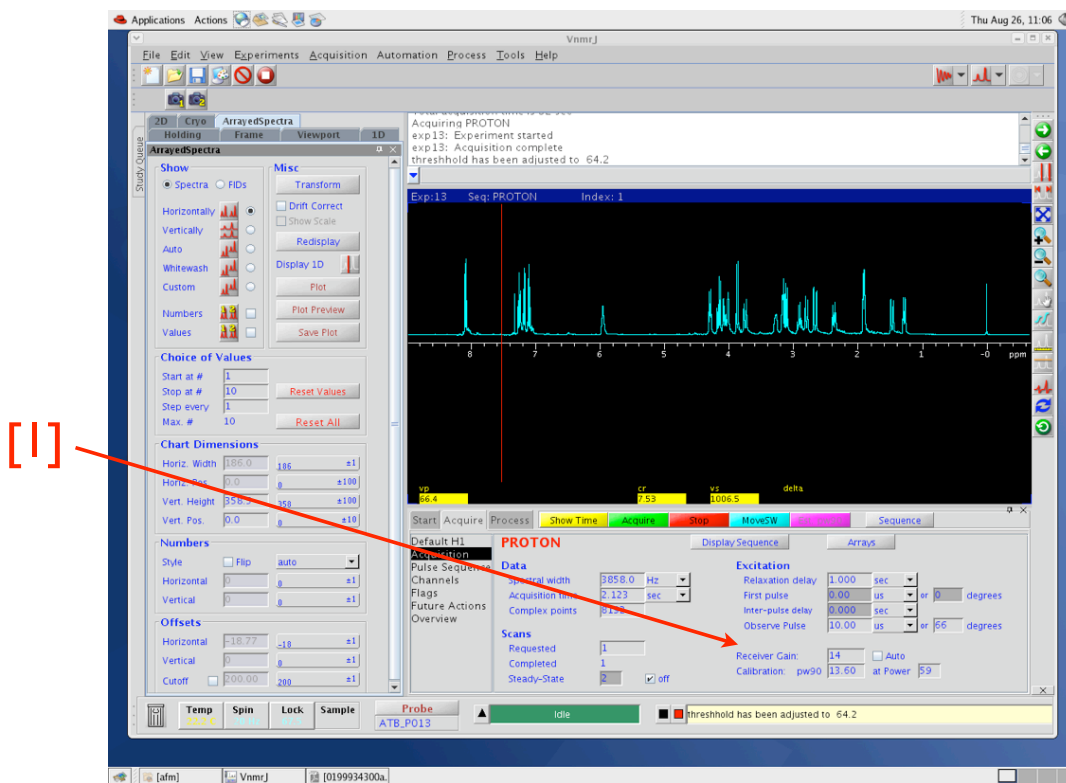 Applications Actions Thu Aug 26, 11:06
VnmrJ
File Edit View Experiments Acquisition Automation Process Tools Help
1 2
2D Cryo ArrayedSpectra
Holding Frame Viewport 1D
ArrayedSpectra
Study Queue
Acquiring PROTON
exp13: Experiment started
exp13: Acquisition complete
threshhold has been adjusted to 64.2
Show
Spectra FIDs
Horizontally
Vertically
Auto
Whitewash
Custom
Numbers
Values
Misc
Transform
Drift Correct
Show Scale
Redisplay
Display 1D
Plot
Plot Preview
Save Plot
Choice of Values
Start at # 1
Stop at # 10 Reset Values
Step every 1
Max. # 10 Reset All
Chart Dimensions
Horiz. Width 186.0 186 ±1
Horiz. Pos. 0.0 0 ±100
Vert. Height 358.5 358 ±100
Vert. Pos. 0.0 0 ±10
Numbers
Style Flip auto
Horizontal 0 0 ±1
Vertical 0 0 ±1
Offsets
Horizontal -18.77 -18 ±1
Vertical 0 0 ±1
Cutoff 200.00 200 ±1
[1]
Exp:13 Seq: PROTON Index: 1
8 7 6 5 4 3 2 1 -0 ppm
vp cr vs delta
66.4 7.53 1006.5
Start Acquire Process Show Time Acquire Stop MoveSW Sequence
Default H1
Acquisition
Pulse Sequence
Channels
Flags
Future Actions
Overview
PROTON Display Sequence Arrays
Data
Spectral width 3858.0 Hz
Acquisition time 2.123 sec
Complex points 8192
Scans
Requested 1
Completed 1
Steady-State 2 off
Excitation
Relaxation delay 1.000 sec
First pulse 0.00 us or 0 degrees
Inter-pulse delay 0.000 sec
Observe Pulse 10.00 us or 66 degrees
Receiver Gain: 14 Auto
Calibration: pw90 13.60 at Power 59
Temp Spin Lock Sample
Probe
ATB_P013
Idle
threshhold has been adjusted to 64.2
[afm] VnmrJ [0199934300a.